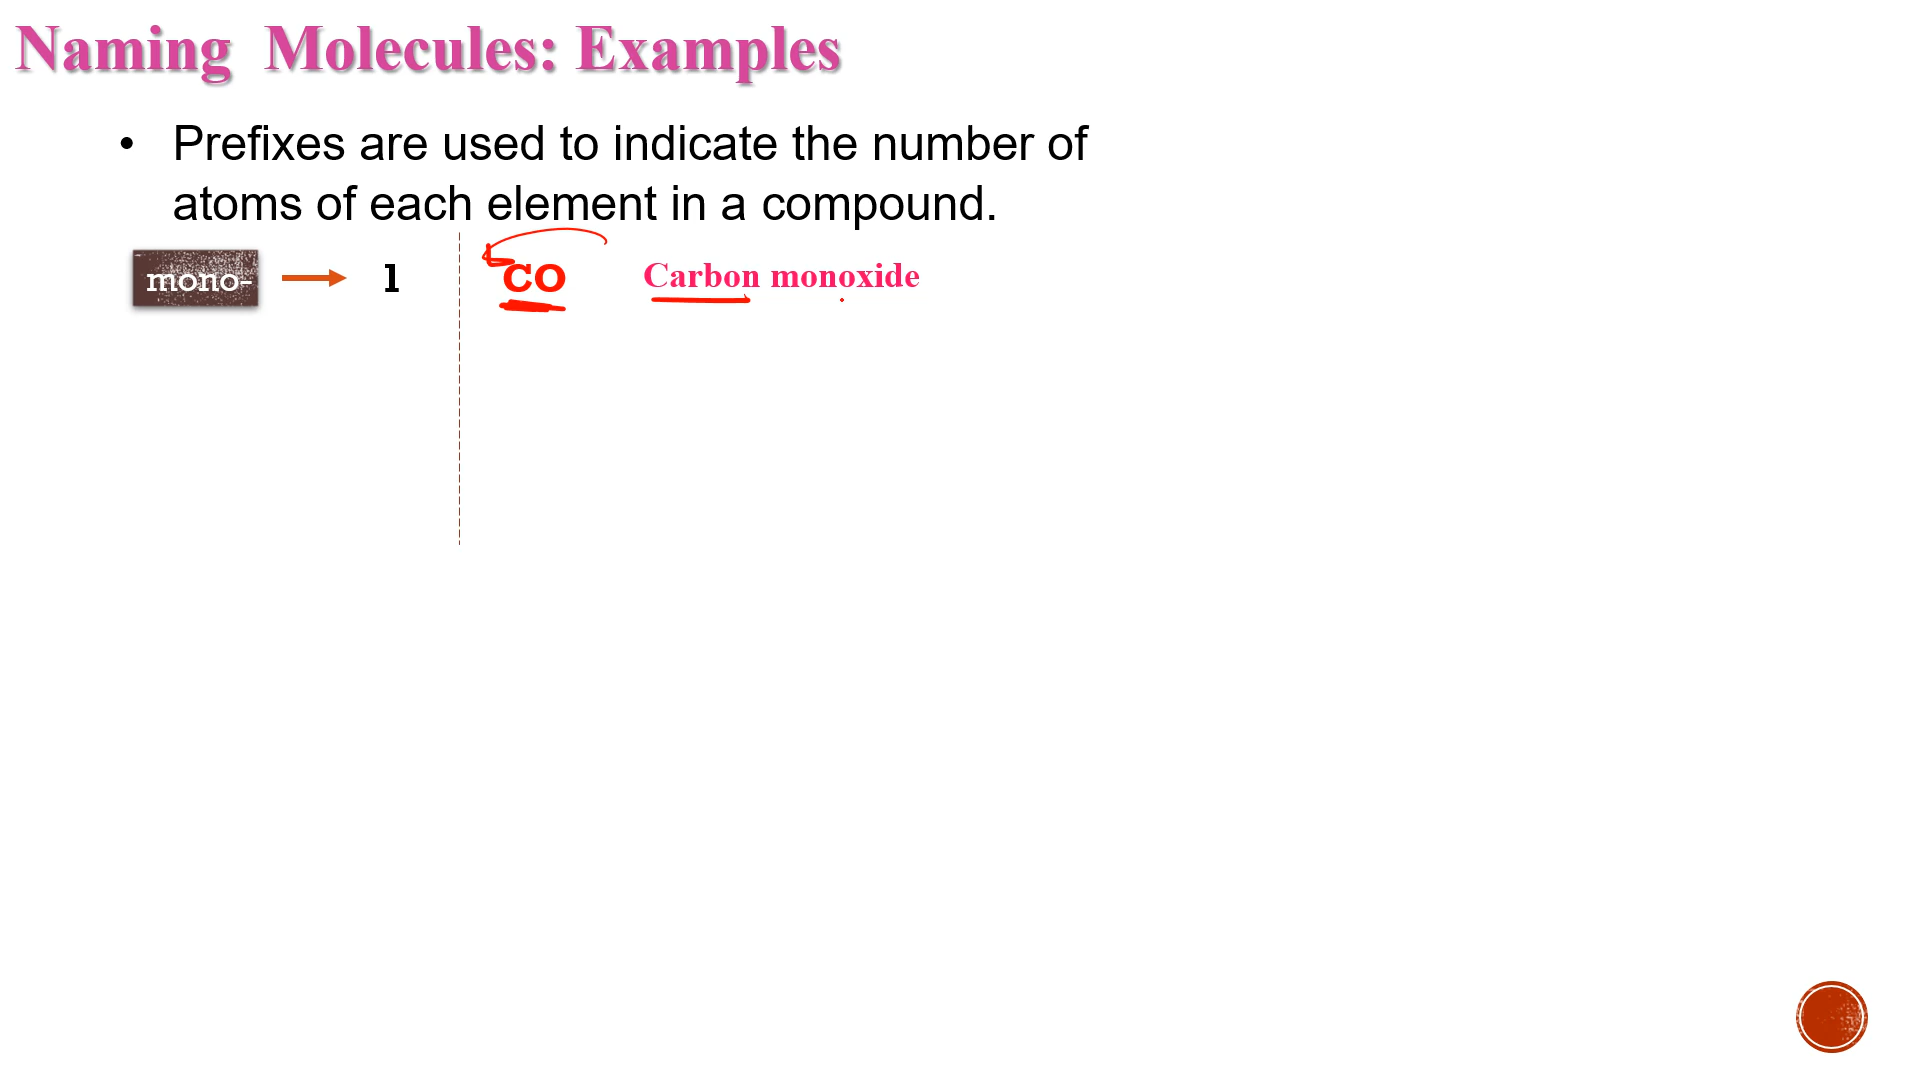 Naming Molecules: Examples
• Prefixes are used to indicate the number of
atoms of each element in a compound.
mono- 1 CO Carbon monoxide